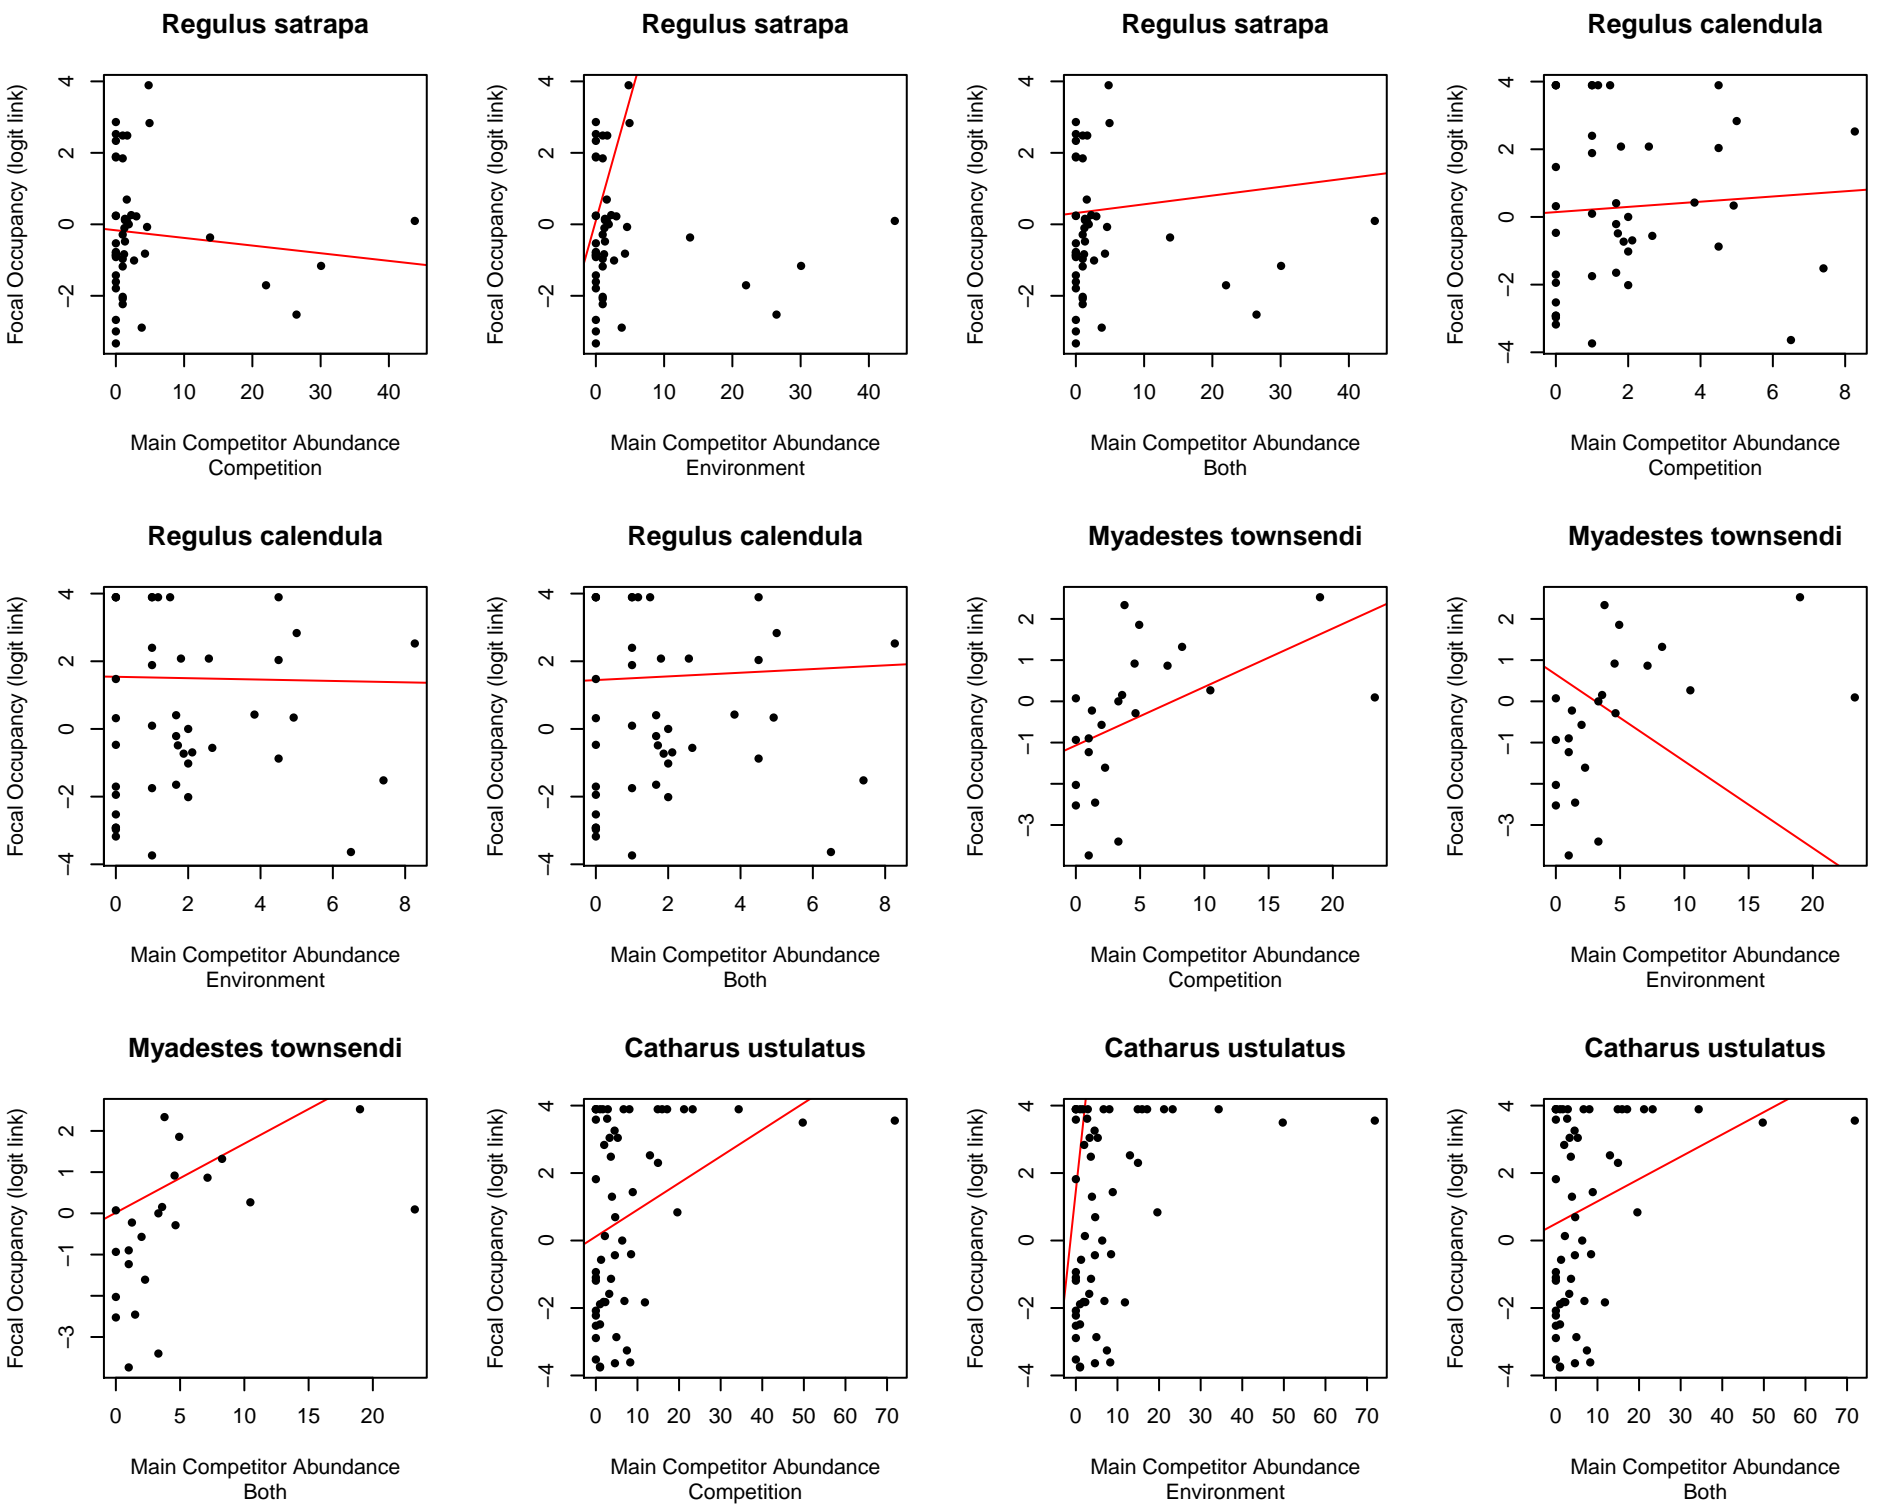 Regulus satrapa
Focal Occupancy (logit link)
4
2
0
−2
0 10 20 30 40
Main Competitor Abundance
Competition
Regulus satrapa
Focal Occupancy (logit link)
4
2
0
−2
0 10 20 30 40
Main Competitor Abundance
Environment
Regulus satrapa
Focal Occupancy (logit link)
4
2
0
−2
0 10 20 30 40
Main Competitor Abundance
Both
Regulus calendula
Focal Occupancy (logit link)
4
2
0
−2
−4
0 2 4 6 8
Main Competitor Abundance
Competition
Regulus calendula
Focal Occupancy (logit link)
4
2
0
−2
−4
0 2 4 6 8
Main Competitor Abundance
Environment
Regulus calendula
Focal Occupancy (logit link)
4
2
0
−2
−4
0 2 4 6 8
Main Competitor Abundance
Both
Myadestes townsendi
Focal Occupancy (logit link)
2
1
0
−1
−3
0 5 10 15 20
Main Competitor Abundance
Competition
Myadestes townsendi
Focal Occupancy (logit link)
2
1
0
−1
−3
0 5 10 15 20
Main Competitor Abundance
Environment
Myadestes townsendi
Focal Occupancy (logit link)
2
1
0
−1
−3
0 5 10 15 20
Main Competitor Abundance
Both
Catharus ustulatus
Focal Occupancy (logit link)
4
2
0
−2
−4
0 10 20 30 40 50 60 70
Main Competitor Abundance
Competition
Catharus ustulatus
Focal Occupancy (logit link)
4
2
0
−2
−4
0 10 20 30 40 50 60 70
Main Competitor Abundance
Environment
Catharus ustulatus
Focal Occupancy (logit link)
4
2
0
−2
−4
0 10 20 30 40 50 60 70
Main Competitor Abundance
Both